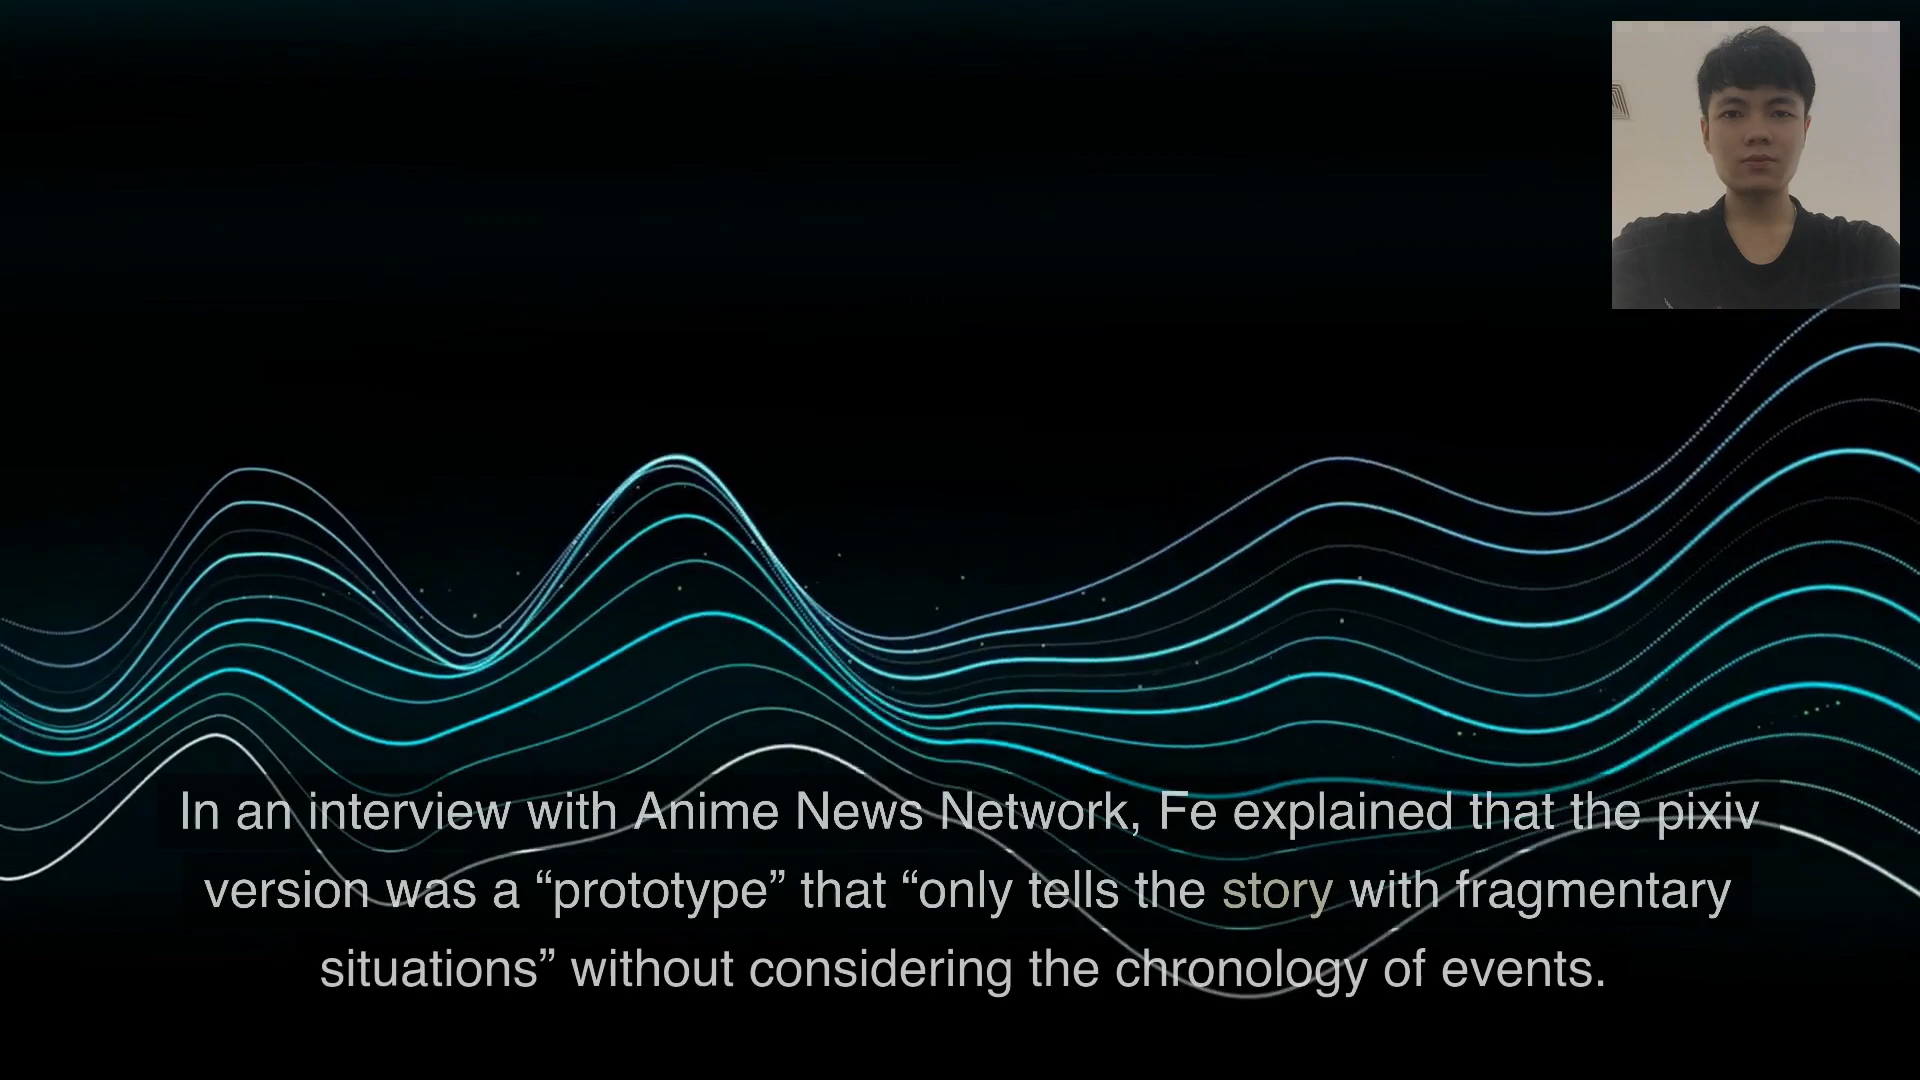 In an interview with Anime News Network, Fe explained that the pixiv
version was a “prototype” that “only tells the story with fragmentary
situations” without considering the chronology of events.